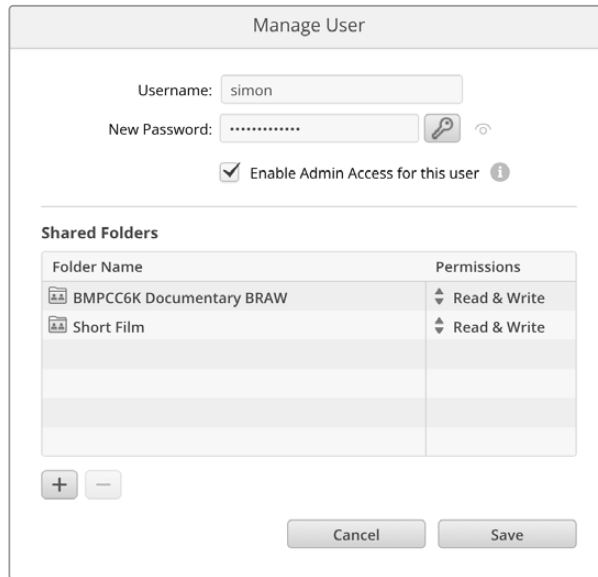 Manage User
Username: simon
New Password: •••••••••••••
Enable Admin Access for this user
Shared Folders
Folder Name Permissions
BMPCC6K Documentary BRAW Read & Write
Short Film Read & Write
Cancel Save